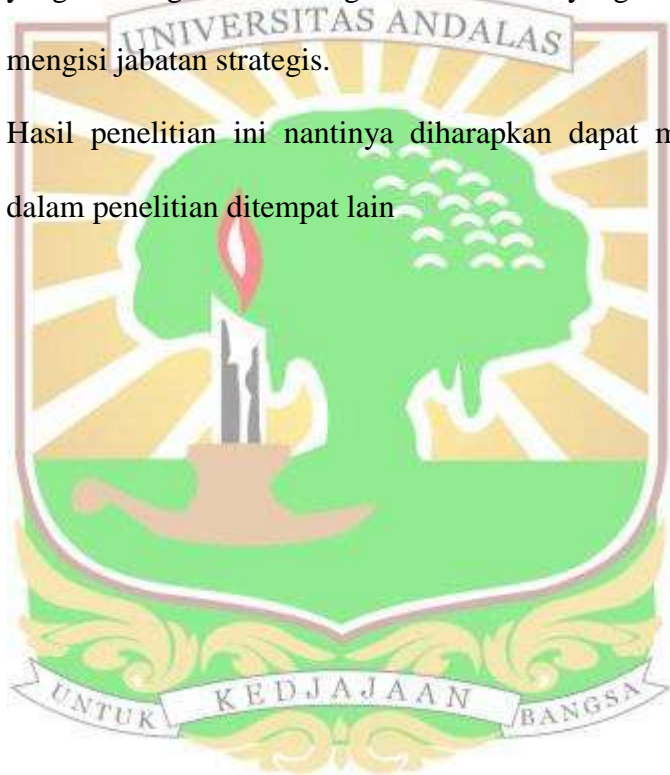 UNIVERSITAS ANDALAS
mengisi jabatan strategis.
Hasil penelitian ini nantinya diharapkan dapat
dalam penelitian ditempat lain
UNTUK KEDJAJAAN BANGSA